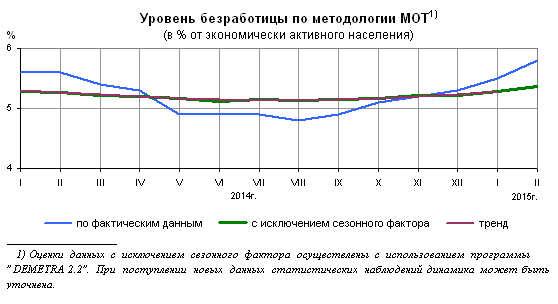 Уровень безработицы по методологии МОТ1)
(в % от экономически активного населения)
%
6
5
4
I II III IV V VI VII VIII IX X XI XII I II
2014г. 2015г.
по фактическим данным с исключением сезонного фактора тренд
1) Оценки данных с исключением сезонного фактора осуществлены с использованием программы
"DEMETRA 2.2". При поступлении новых данных статистических наблюдений динамика может быть
уточнена.